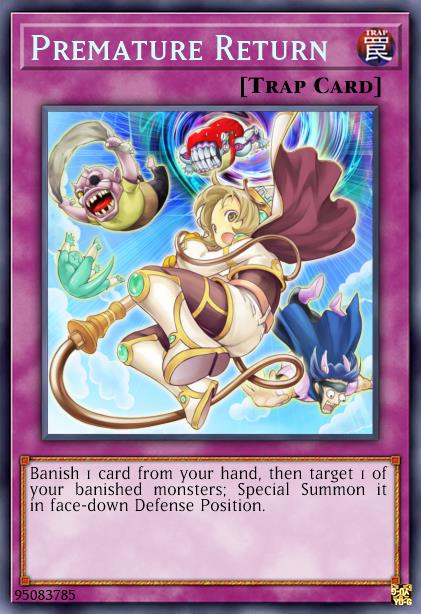 PREMATURE RETURN
TRAP
罠
[TRAP CARD]
Banish 1 card from your hand, then target 1 of
your banished monsters; Special Summon it
in face-down Defense Position.
95083785